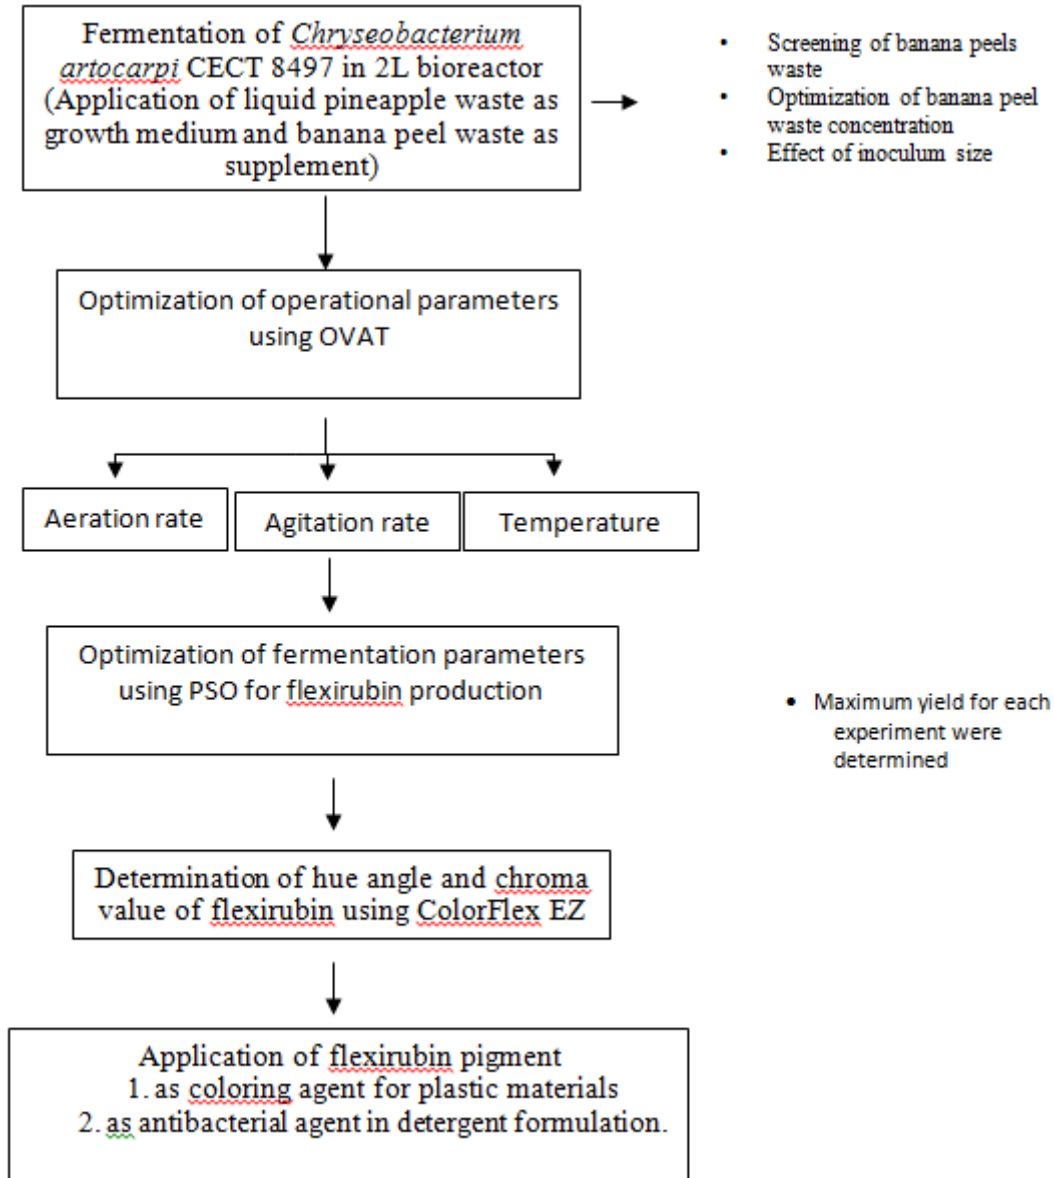 Fermentation of Chryseobacterium
artocarpi CECT 8497 in 2L bioreactor
(Application of liquid pineapple waste as
growth medium and banana peel waste as
supplement)
• Screening of banana peels
waste
• Optimization of banana peel
waste concentration
• Effect of inoculum size
Optimization of operational parameters
using OVAT
Aeration rate
Agitation rate
Temperature
Optimization of fermentation parameters
using PSO for flexirubin production
• Maximum yield for each
experiment were
determined
Determination of hue angle and chroma
value of flexirubin using ColorFlex EZ
Application of flexirubin pigment
1. as coloring agent for plastic materials
2. as antibacterial agent in detergent formulation.